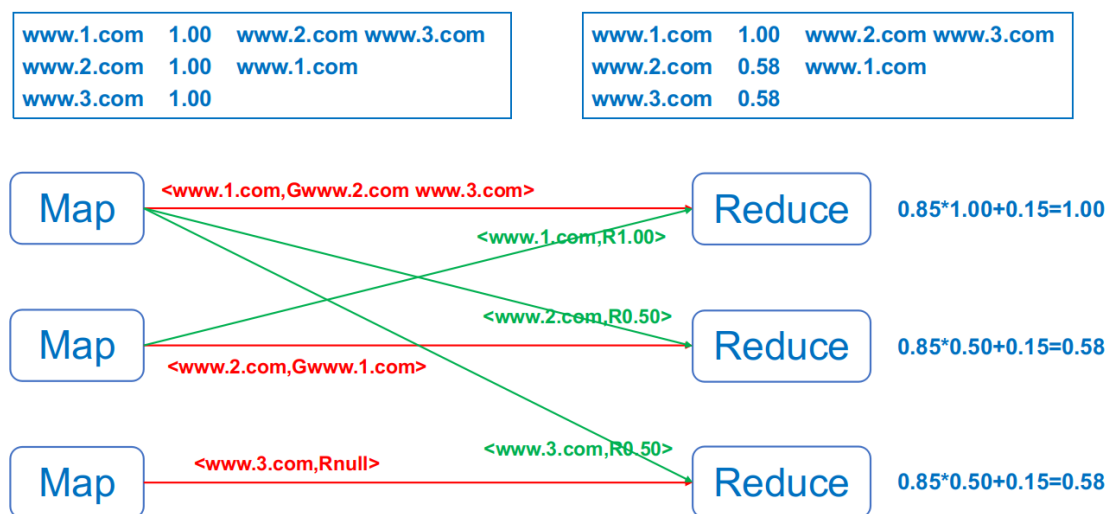 www.1.com 1.00 www.2.com www.3.com
www.2.com 1.00 www.1.com
www.3.com 1.00
www.1.com 1.00 www.2.com www.3.com
www.2.com 0.58 www.1.com
www.3.com 0.58
Map
<www.1.com,Gwww.2.com www.3.com>
Reduce
0.85*1.00+0.15=1.00
<www.1.com,R1.00>
<www.2.com,R0.50>
Map
Reduce
0.85*0.50+0.15=0.58
<www.2.com,Gwww.1.com>
<www.3.com,R0.50>
<www.3.com,Rnull>
Map
Reduce
0.85*0.50+0.15=0.58